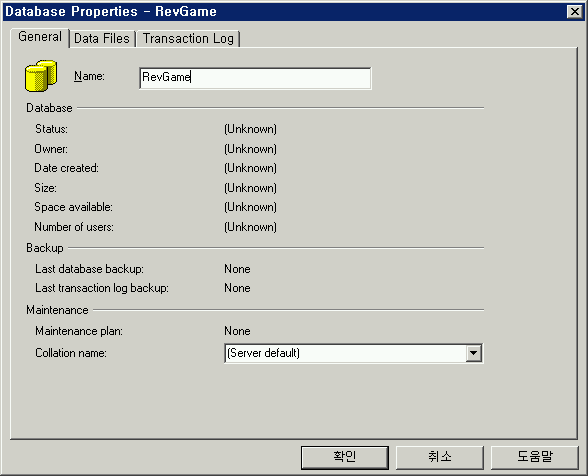 Database Properties - RevGame
General Data Files Transaction Log
Name: RevGame
Database
Status: (Unknown)
Owner: (Unknown)
Date created: (Unknown)
Size: (Unknown)
Space available: (Unknown)
Number of users: (Unknown)
Backup
Last database backup: None
Last transaction log backup: None
Maintenance
Maintenance plan: None
Collation name: (Server default)
확인 취소 도움말